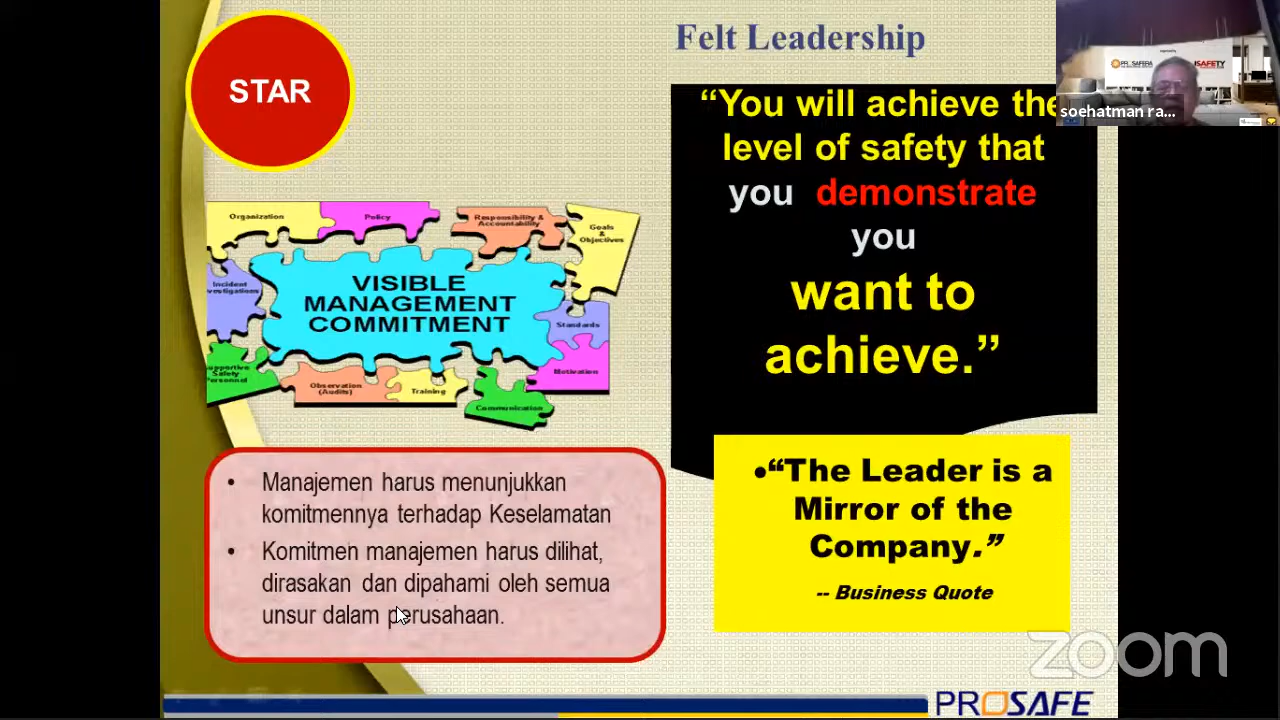 STAR
Felt Leadership
“You will achieve the
level of safety that
you demonstrate
you
want to
achieve.”
soehatman ra...
Organization
Policy
Responsibility &
Accountability
Goals
&
Objectives
Incident
VISIBLE
MANAGEMENT
COMMITMENT
Standards
Motivation
Safety
Personnel
Observation
(Audits)
Training
Communication
• Manajemen harus menunjukkan
komitmennya terhadap Keselamatan
• Komitmen manajemen harus dilihat,
dirasakan dan dipahami oleh semua
unsur dalam perusahaan.
•“The Leader is a
Mirror of the
Company.”
-- Business Quote
zoom
PROSAFE